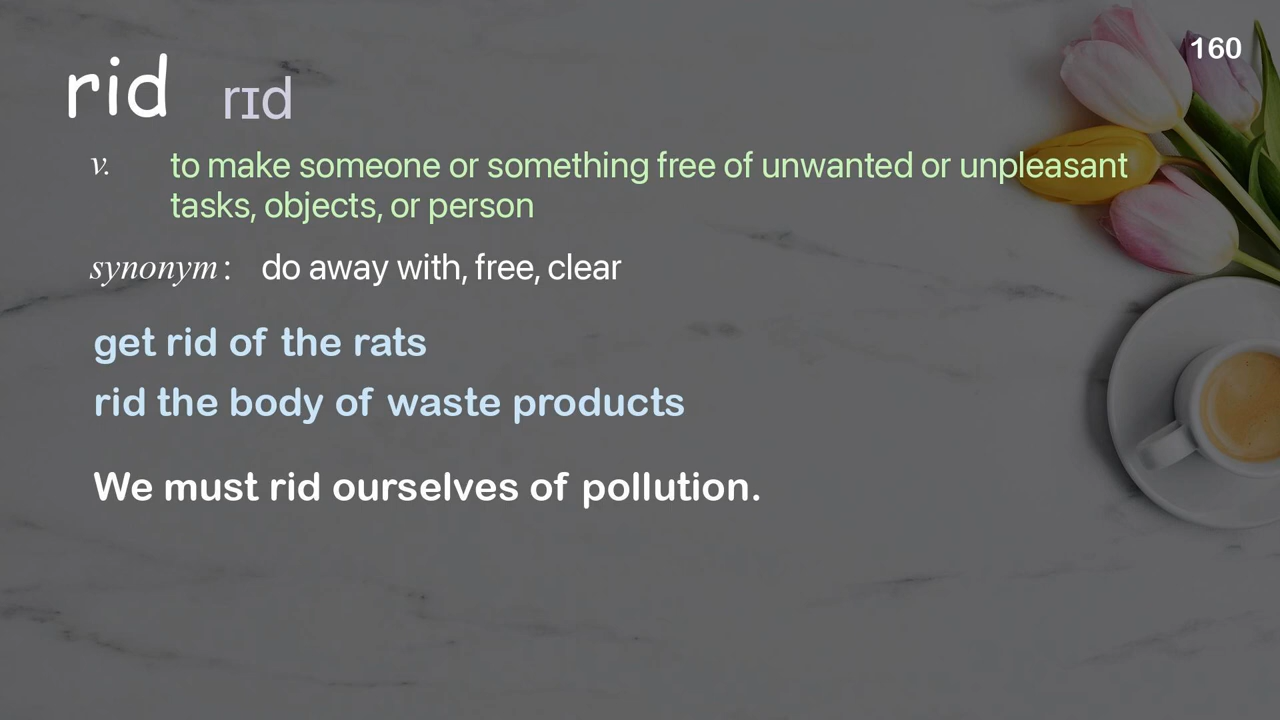 160
rid rɪd
v. to make someone or something free of unwanted or unpleasant
tasks, objects, or person
synonym: do away with, free, clear
get rid of the rats
rid the body of waste products
We must rid ourselves of pollution.